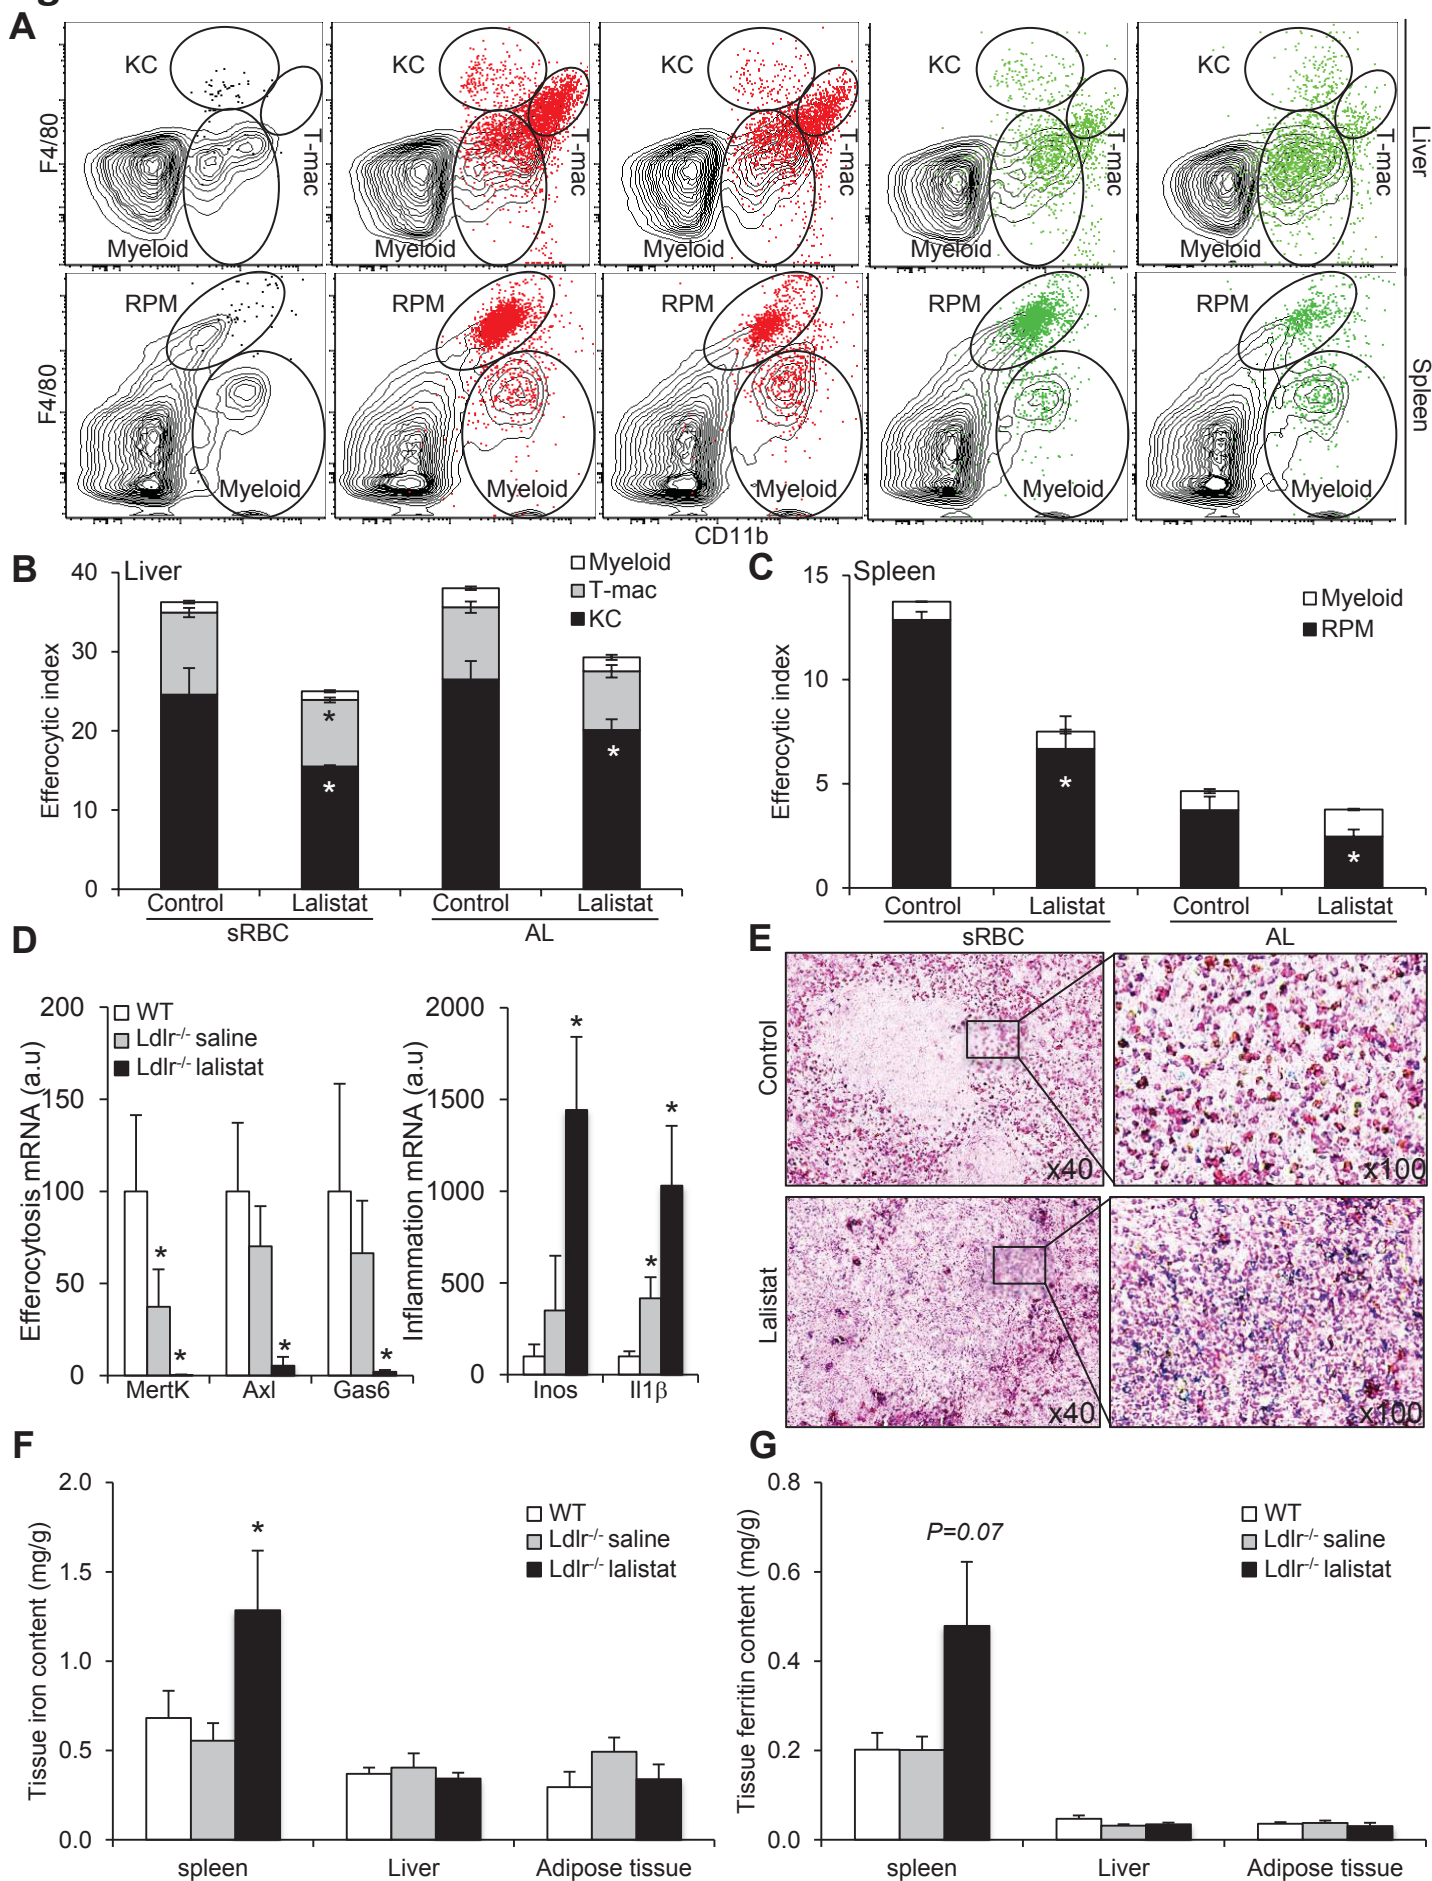 A
KC
KC
KC
KC
KC
F4/80
T-mac
T-mac
T-mac
T-mac
T-mac
Liver
Myeloid
Myeloid
Myeloid
Myeloid
Myeloid
RPM
RPM
RPM
RPM
RPM
F4/80
Spleen
Myeloid
Myeloid
Myeloid
Myeloid
Myeloid
CD11b
B
Liver
Myeloid
T-mac
KC
Efferocytic index
40
30
20
10
0
*
*
*
Control
Lalistat
Control
Lalistat
sRBC
AL
C
Spleen
Myeloid
RPM
Efferocytic index
15
10
5
0
*
*
Control
Lalistat
Control
Lalistat
sRBC
AL
D
WT
Ldlr-/- saline
Ldlr-/- lalistat
Efferocytosis mRNA (a.u)
200
150
100
50
0
*
*
*
*
MertK
Axl
Gas6
Inflammation mRNA (a.u)
2000
1500
1000
500
0
*
*
*
Inos
Il1β
E
Control
x40
x100
Lalistat
x40
x100
F
WT
Ldlr-/- saline
Ldlr-/- lalistat
Tissue iron content (mg/g)
2.0
1.5
1.0
0.5
0.0
*
spleen
Liver
Adipose tissue
G
WT
Ldlr-/- saline
Ldlr-/- lalistat
Tissue ferritin content (mg/g)
0.8
0.6
0.4
0.2
0.0
P=0.07
spleen
Liver
Adipose tissue